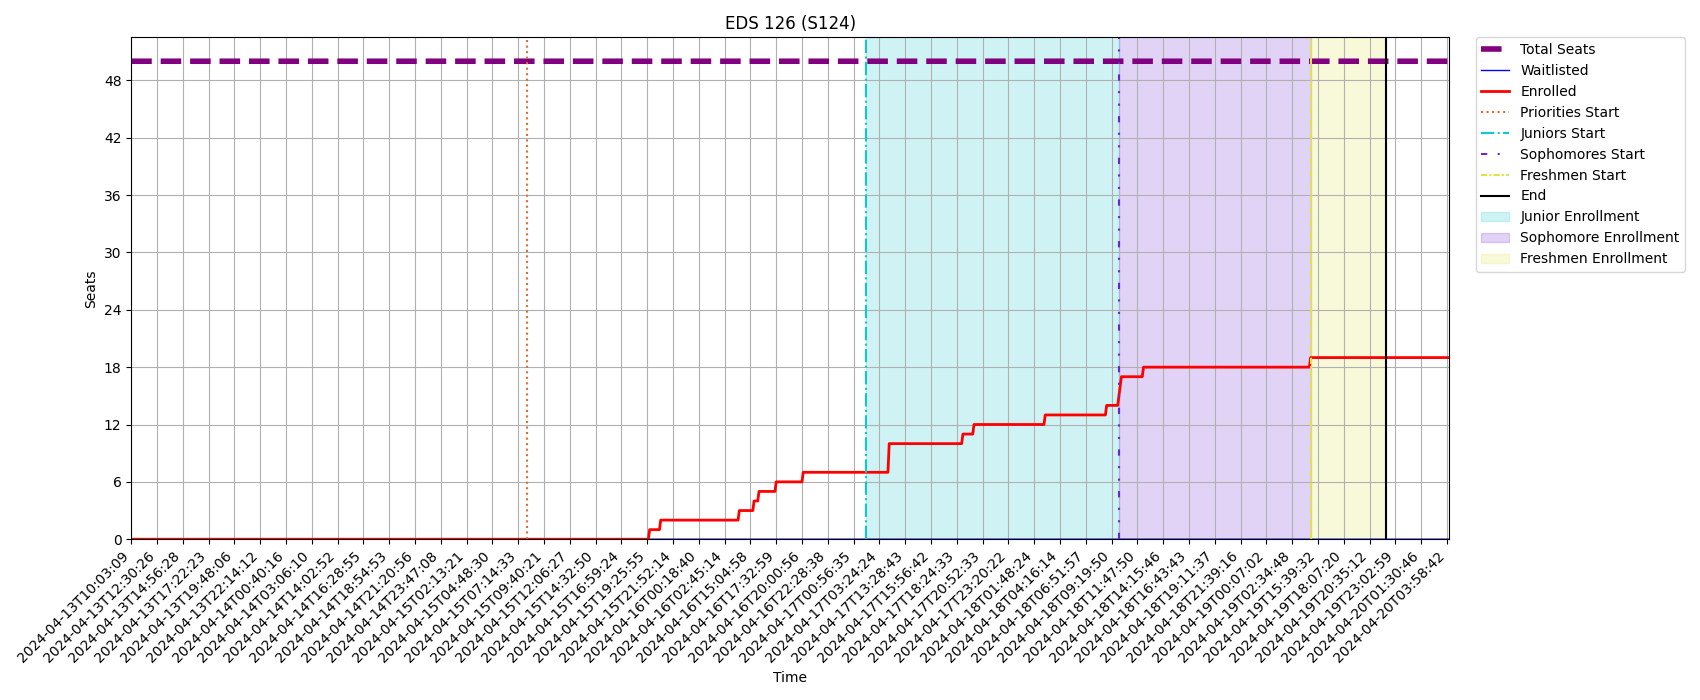 EDS 126 (S124)
Total Seats
Waitlisted
Enrolled
Priorities Start
Juniors Start
Sophomores Start
Freshmen Start
End
Junior Enrollment
Sophomore Enrollment
Freshmen Enrollment
Seats
48
42
36
30
24
18
12
6
0
2024-04-13T10:03:09
2024-04-13T12:30:26
2024-04-13T14:56:28
2024-04-13T17:22:23
2024-04-13T19:48:06
2024-04-13T22:14:12
2024-04-14T00:40:16
2024-04-14T03:06:10
2024-04-14T14:02:52
2024-04-14T16:28:55
2024-04-14T18:54:53
2024-04-14T21:20:56
2024-04-14T23:47:08
2024-04-15T02:13:21
2024-04-15T04:48:30
2024-04-15T07:14:33
2024-04-15T09:40:21
2024-04-15T12:06:27
2024-04-15T14:32:50
2024-04-15T16:59:24
2024-04-15T19:25:55
2024-04-15T21:52:14
2024-04-16T00:18:40
2024-04-16T02:45:14
2024-04-16T15:04:58
2024-04-16T17:32:59
2024-04-16T20:00:56
2024-04-16T22:28:38
2024-04-17T00:56:35
2024-04-17T03:24:24
2024-04-17T13:28:43
2024-04-17T15:56:42
2024-04-17T18:24:33
2024-04-17T20:52:33
2024-04-17T23:20:22
2024-04-18T01:48:24
2024-04-18T04:16:14
2024-04-18T06:51:57
2024-04-18T09:19:50
2024-04-18T11:47:50
2024-04-18T14:15:46
2024-04-18T16:43:43
2024-04-18T19:11:37
2024-04-18T21:39:16
2024-04-19T00:07:02
2024-04-19T02:34:48
2024-04-19T15:39:32
2024-04-19T18:07:20
2024-04-19T20:35:12
2024-04-19T23:02:59
2024-04-20T01:30:46
2024-04-20T03:58:42
Time